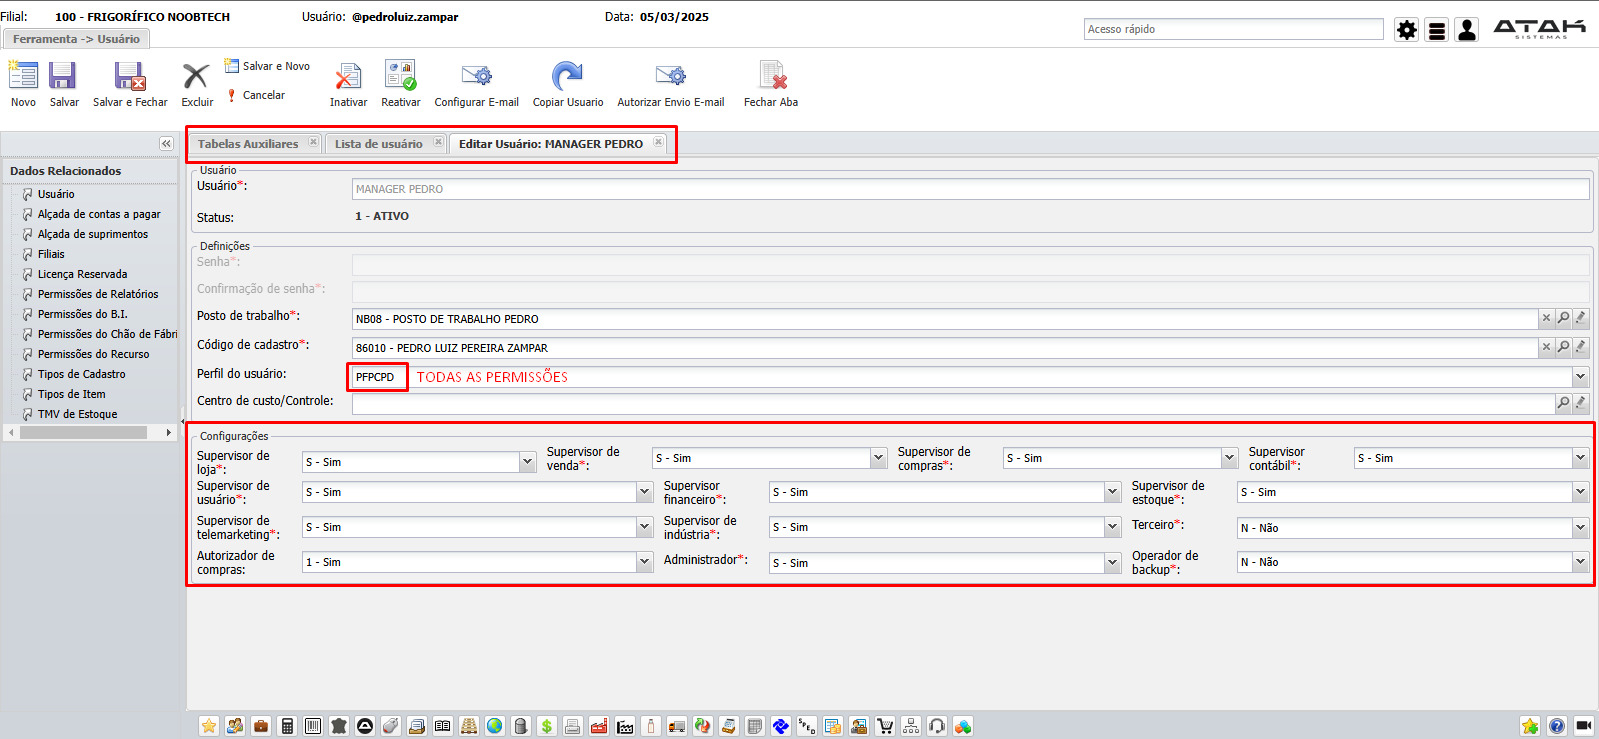 Filial: 100 - FRIGORÍFICO NOOBTECH Usuário: @pedroluiz.zampar Data: 05/03/2025
Ferramenta -> Usuário
Acesso rápido
ATAK
SISTEMAS
Novo
Salvar
Salvar e Fechar
Excluir
Salvar e Novo
Cancelar
Inativar
Reativar
Configurar E-mail
Copiar Usuario
Autorizar Envio E-mail
Fechar Aba
Dados Relacionados
Usuário
Alçada de contas a pagar
Alçada de suprimentos
Filiais
Licença Reservada
Permissões de Relatórios
Permissões do B.I.
Permissões do Chão de Fábri
Permissões do Recurso
Tipos de Cadastro
Tipos de Item
TMV de Estoque
Tabelas Auxiliares Lista de usuário Editar Usuário: MANAGER PEDRO
Usuário
Usuário*: MANAGER PEDRO
Status: 1 - ATIVO
Definições
Senha*:
Confirmação de senha*:
Posto de trabalho*: NB08 - POSTO DE TRABALHO PEDRO
Código de cadastro*: 86010 - PEDRO LUIZ PEREIRA ZAMPAR
Perfil do usuário: PFPCPD TODAS AS PERMISSÕES
Centro de custo/Controle:
Configurações
Supervisor de loja*: S - Sim Supervisor de venda*: S - Sim Supervisor de compras*: S - Sim Supervisor contábil*: S - Sim
Supervisor de usuário*: S - Sim Supervisor financeiro*: S - Sim Supervisor de estoque*: S - Sim
Supervisor de telemarketing*: S - Sim Supervisor de indústria*: S - Sim Terceiro*: N - Não
Autorizador de compras: 1 - Sim Administrador*: S - Sim Operador de backup*: N - Não